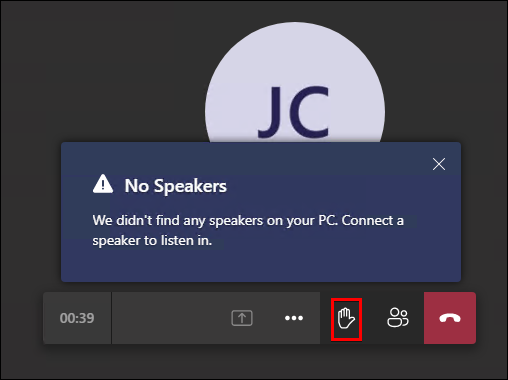 JC
No Speakers
We didn't find any speakers on your PC. Connect a
speaker to listen in.
00:39